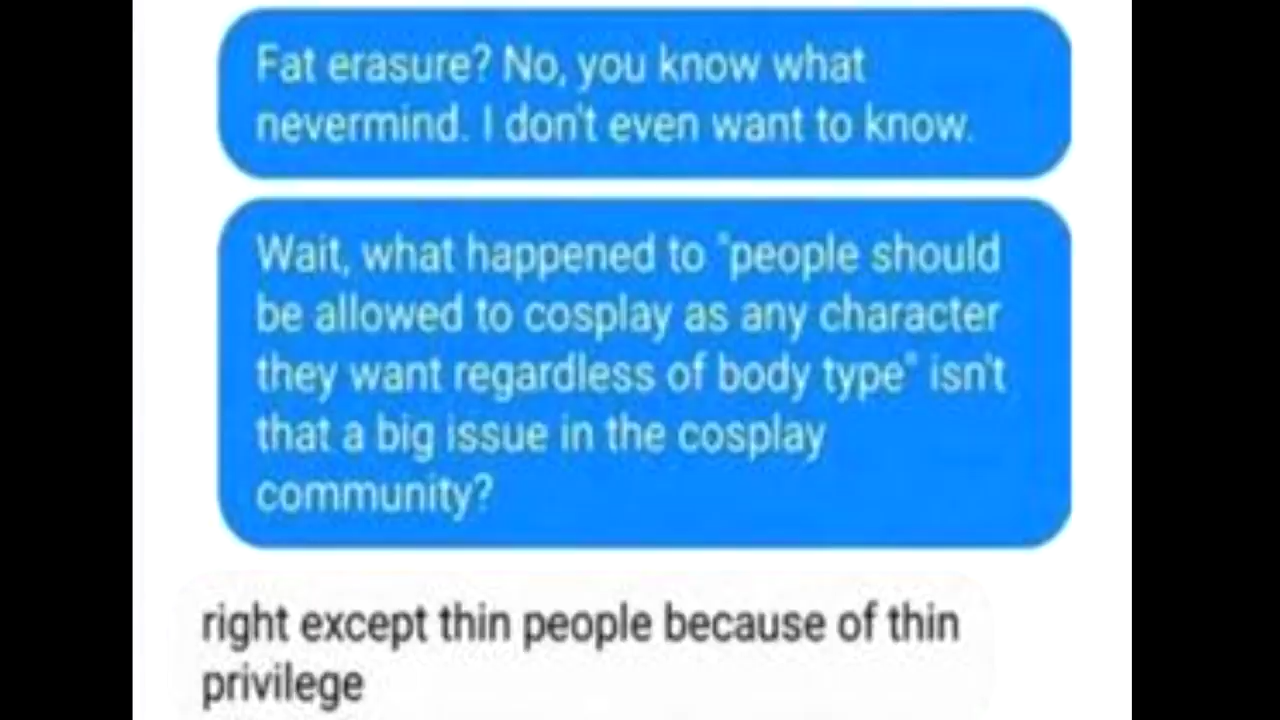 Fat erasure? No, you know what
nevermind. I don't even want to know.
Wait, what happened to "people should
be allowed to cosplay as any character
they want regardless of body type" isn't
that a big issue in the cosplay
community?
right except thin people because of thin
privilege